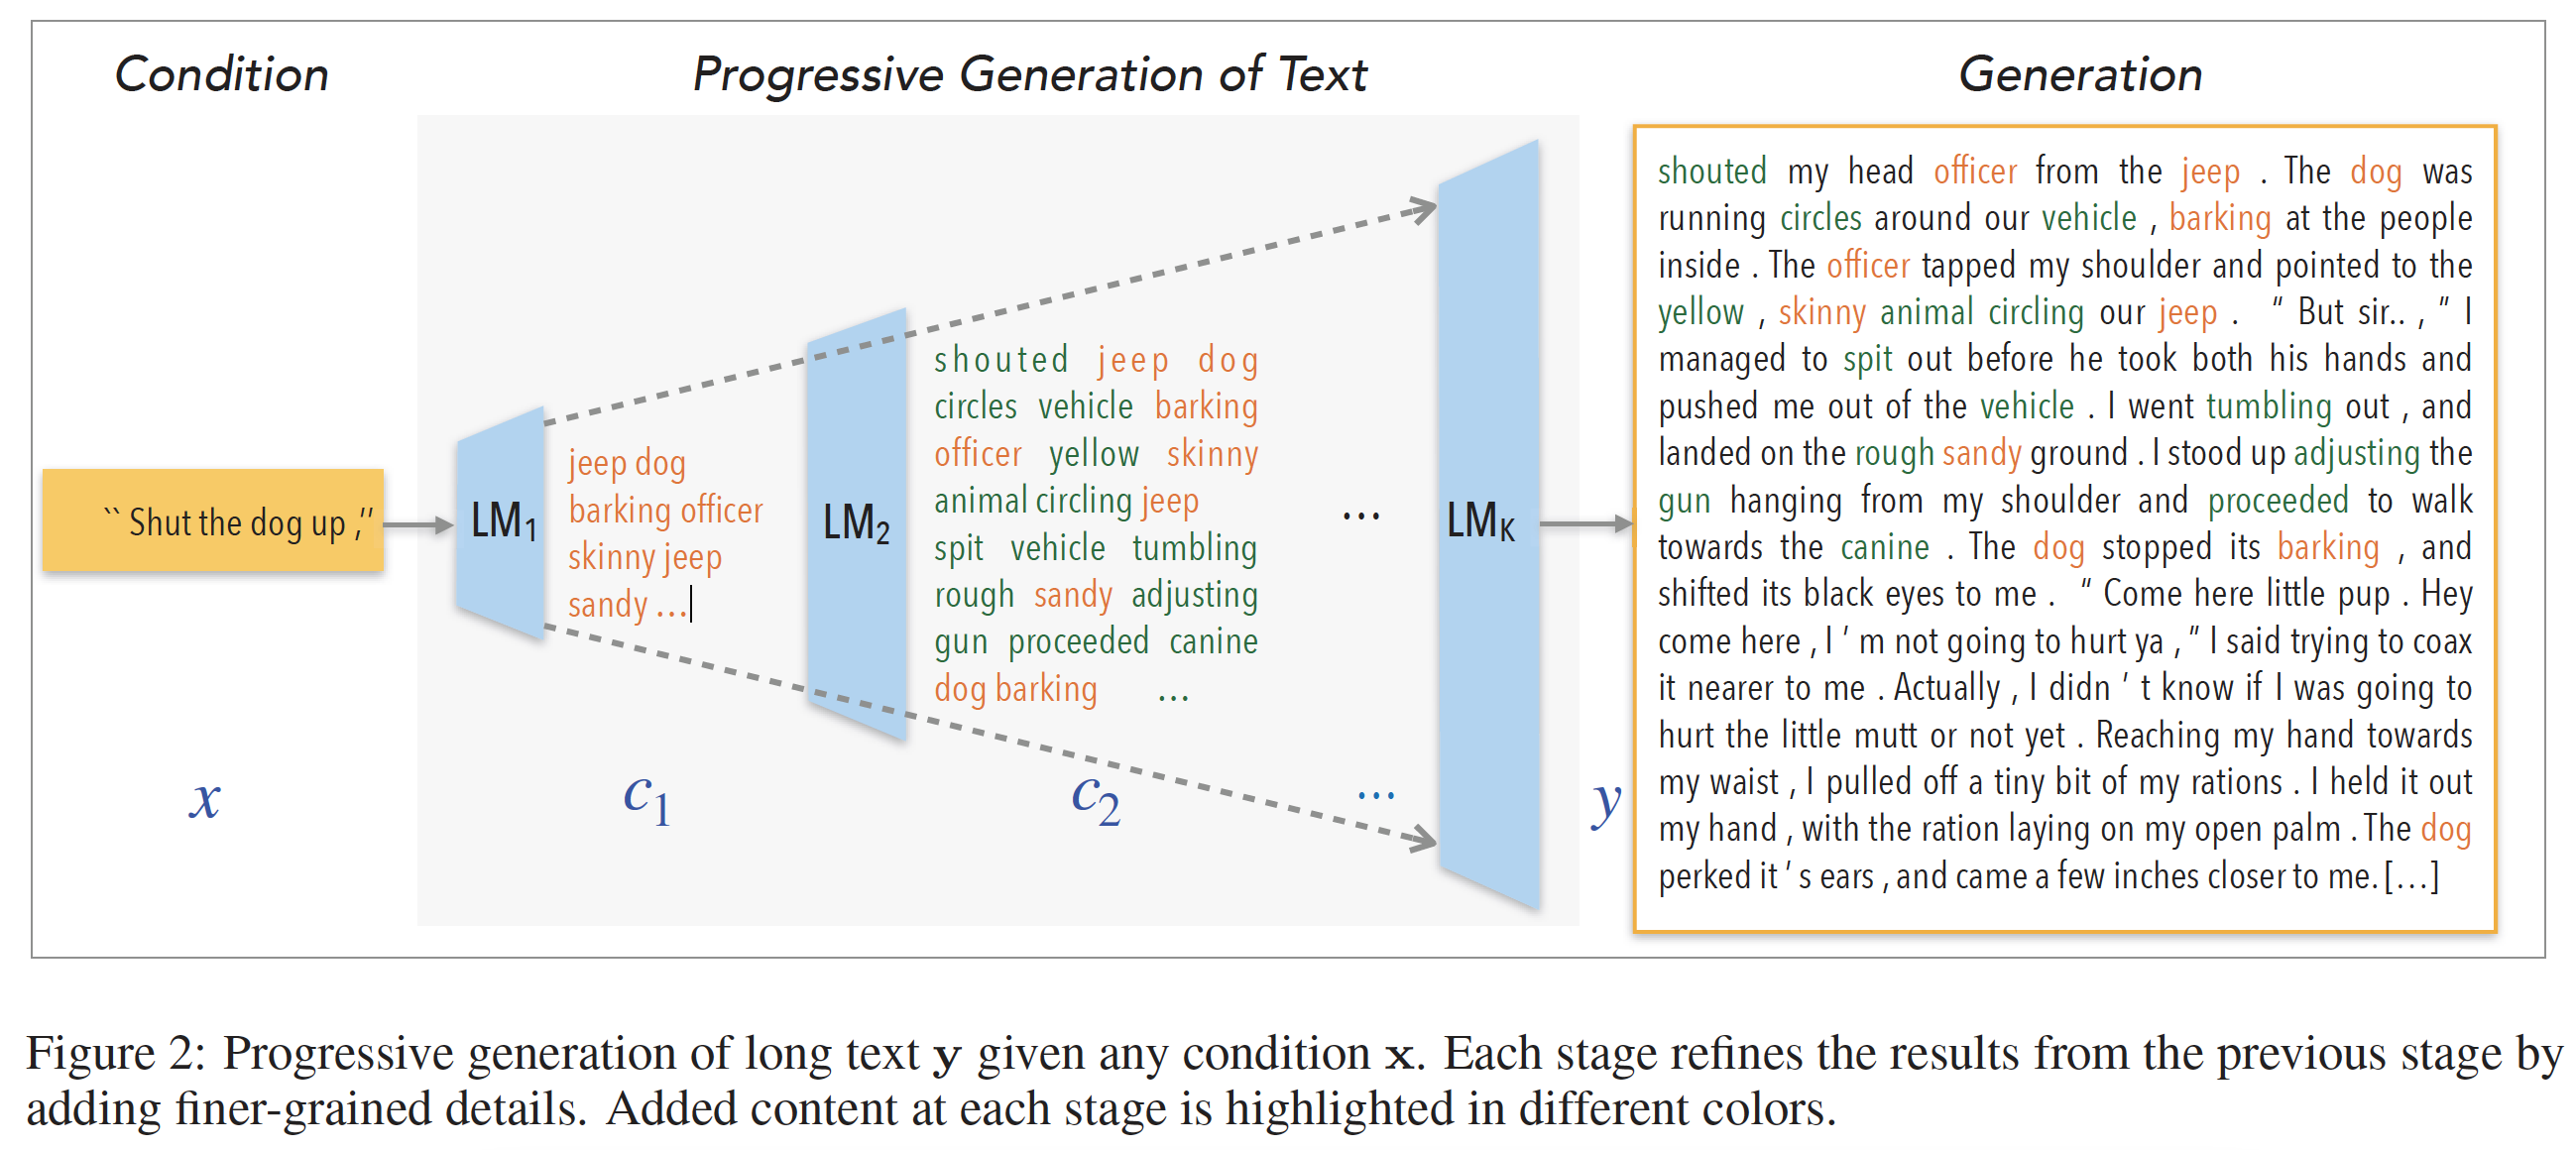 Condition
Progressive Generation of Text
Generation
`` Shut the dog up ,"
LM1
jeep dog
barking officer
skinny jeep
sandy ...
LM2
shouted jeep dog
circles vehicle barking
officer yellow skinny
animal circling jeep
spit vehicle tumbling
rough sandy adjusting
gun proceeded canine
dog barking ...
...
LMK
x
c1
c2
...
y
shouted my head officer from the jeep . The dog was
running circles around our vehicle , barking at the people
inside . The officer tapped my shoulder and pointed to the
yellow , skinny animal circling our jeep . " But sir.. , " I
managed to spit out before he took both his hands and
pushed me out of the vehicle . I went tumbling out , and
landed on the rough sandy ground . I stood up adjusting the
gun hanging from my shoulder and proceeded to walk
towards the canine . The dog stopped its barking , and
shifted its black eyes to me . " Come here little pup . Hey
come here , I ' m not going to hurt ya , " I said trying to coax
it nearer to me . Actually , I didn ' t know if I was going to
hurt the little mutt or not yet . Reaching my hand towards
my waist , I pulled off a tiny bit of my rations . I held it out
my hand , with the ration laying on my open palm . The dog
perked it ' s ears , and came a few inches closer to me. [...]
Figure 2: Progressive generation of long text y given any condition x. Each stage refines the results from the previous stage by
adding finer-grained details. Added content at each stage is highlighted in different colors.